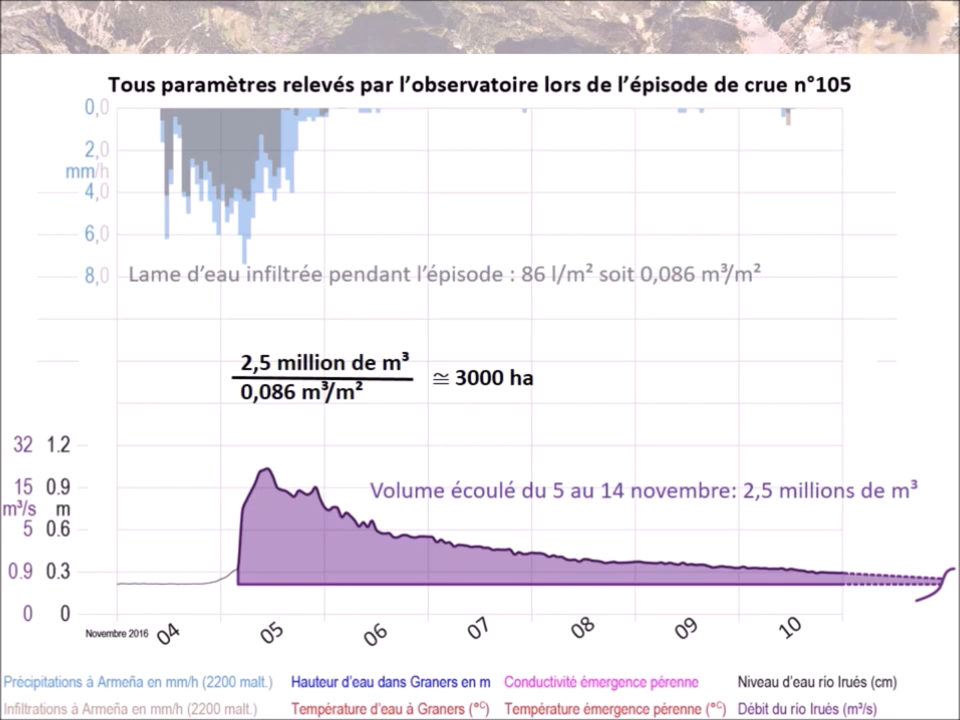 Tous paramètres relevés par l'observatoire lors de l'épisode de crue n°105
0,0
2,0
mm/h
4,0
6,0
8,0
Lame d'eau infiltrée pendant l'épisode : 86 l/m² soit 0,086 m³/m²
2,5 million de m³
0,086 m³/m²
≅ 3000 ha
32 1.2
15 0.9
m³/s m
5 0.6
0.9 0.3
0 0
Volume écoulé du 5 au 14 novembre: 2,5 millions de m³
Novembre 2016 04 05 06 07 08 09 10
Précipitations à Armeña en mm/h (2200 malt.) Hauteur d'eau dans Graners en m Conductivité émergence pérenne Niveau d'eau rio Irués (cm)
Infiltrations à Armeña en mm/h (2200 malt.) Température d'eau à Graners (°C) Température émergence pérenne (°C) Débit du río Irués (m³/s)